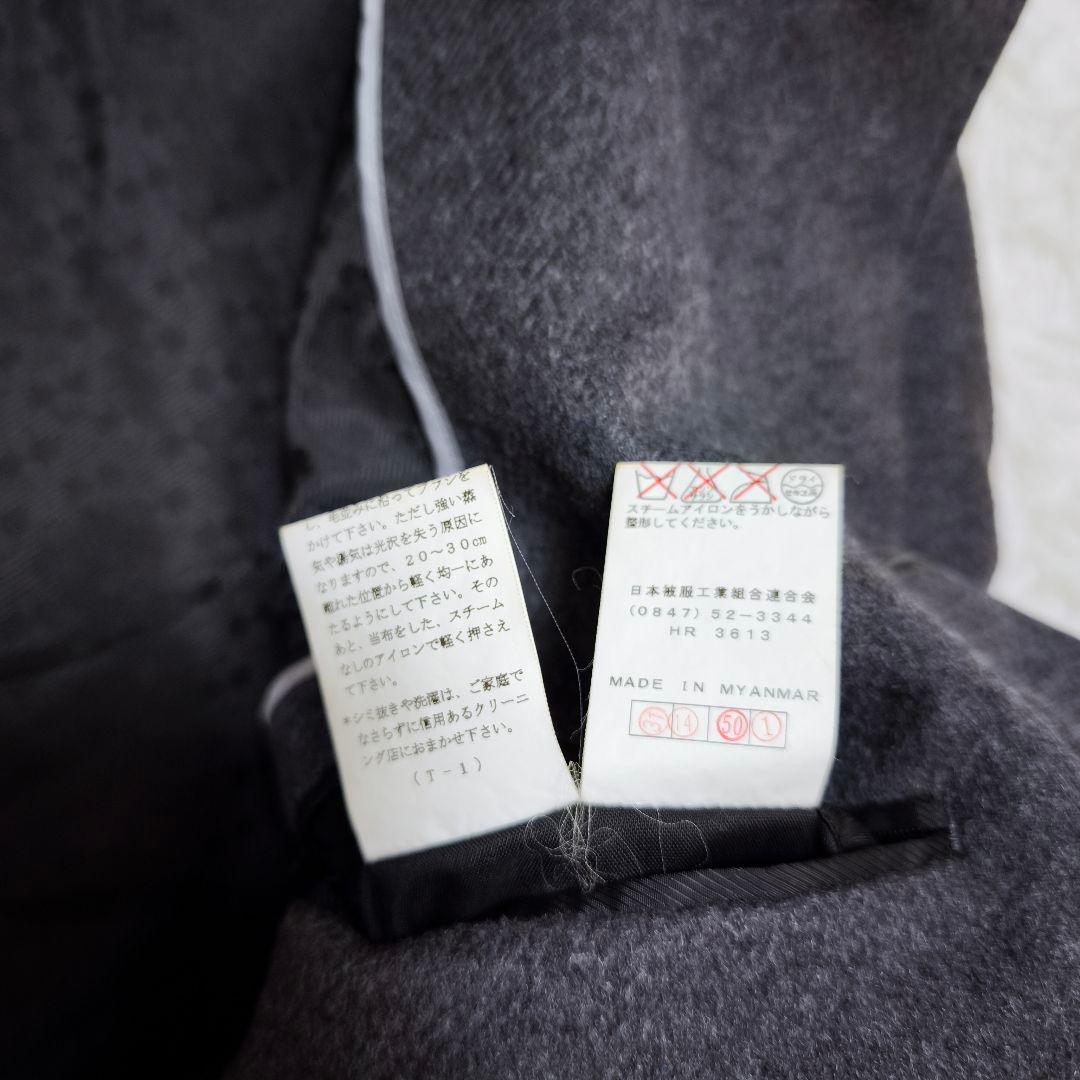 し、毛並みに沿ってブラシを
かけて下さい。ただし強い蒸
気や湯気は光沢を失う原因に
なりますので、20〜30cm
離れた位置から軽く均一にあ
たるようにして下さい。その
あと、当布をした、スチーム
なしのアイロンで軽く押さえ
て下さい。
*シミ抜きや洗濯は、ご家庭で
なさらずに信用あるクリーニ
ング店におまかせ下さい。
(T-1)
ドライ
スチームアイロンをうかしながら
整形してください。
日本被服工業組合連合会
(0847) 52-3344
HR 3613
MADE IN MYANMAR
14 50 1